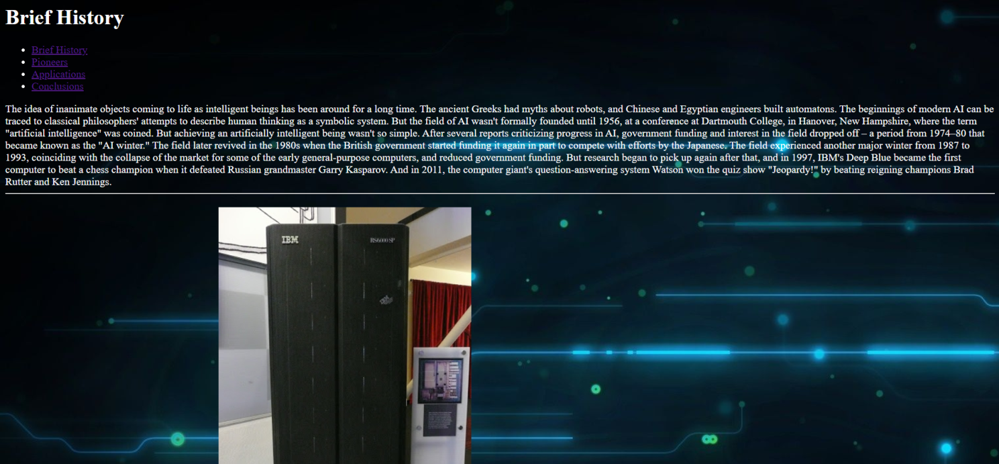 Brief History
Brief History
Pioneers
Applications
Conclusions
The idea of inanimate objects coming to life as intelligent beings has been around for a long time. The ancient Greeks had myths about robots, and Chinese and Egyptian engineers built automatons. The beginnings of modern AI can be
traced to classical philosophers' attempts to describe human thinking as a symbolic system. But the field of AI wasn't formally founded until 1956, at a conference at Dartmouth College, in Hanover, New Hampshire, where the term
"artificial intelligence" was coined. But achieving an artificially intelligent being wasn't so simple. After several reports criticizing progress in AI, government funding and interest in the field dropped off – a period from 1974–80 that
became known as the "AI winter." The field later revived in the 1980s when the British government started funding it again in part to compete with efforts by the Japanese. The field experienced another major winter from 1987 to
1993, coinciding with the collapse of the market for some of the early general-purpose computers, and reduced government funding. But research began to pick up again after that, and in 1997, IBM's Deep Blue became the first
computer to beat a chess champion when it defeated Russian grandmaster Garry Kasparov. And in 2011, the computer giant's question-answering system Watson won the quiz show "Jeopardy!" by beating reigning champions Brad
Rutter and Ken Jennings.
IBM
RS6000 SP